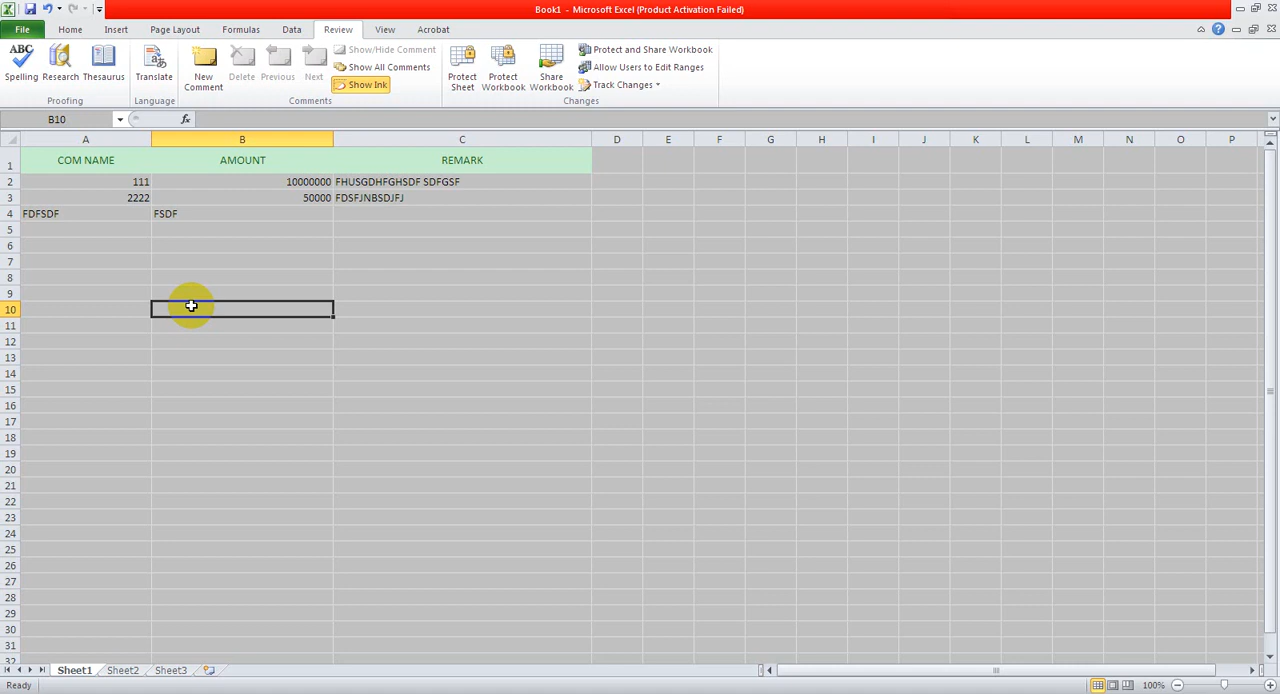 Book1 - Microsoft Excel (Product Activation Failed)
File Home Insert Page Layout Formulas Data Review View Acrobat
ABC
Spelling Research Thesaurus
Proofing
Translate
Language
New Comment
Delete Previous Next
Show/Hide Comment
Show All Comments
Show Ink
Comments
Protect Sheet
Protect Workbook
Share Workbook
Protect and Share Workbook
Allow Users to Edit Ranges
Track Changes
Changes
B10 fx
A B C D E F G H I J K L M N O P
1 COM NAME AMOUNT REMARK
2 111 10000000 FHUSGDHFGHSDF SDFGSF
3 2222 50000 FDSFJNBSDJFJ
4 FDFSDF FSDF
5
6
7
8
9
10
11
12
13
14
15
16
17
18
19
20
21
22
23
24
25
26
27
28
29
30
31
32
Sheet1 Sheet2 Sheet3
Ready 100%